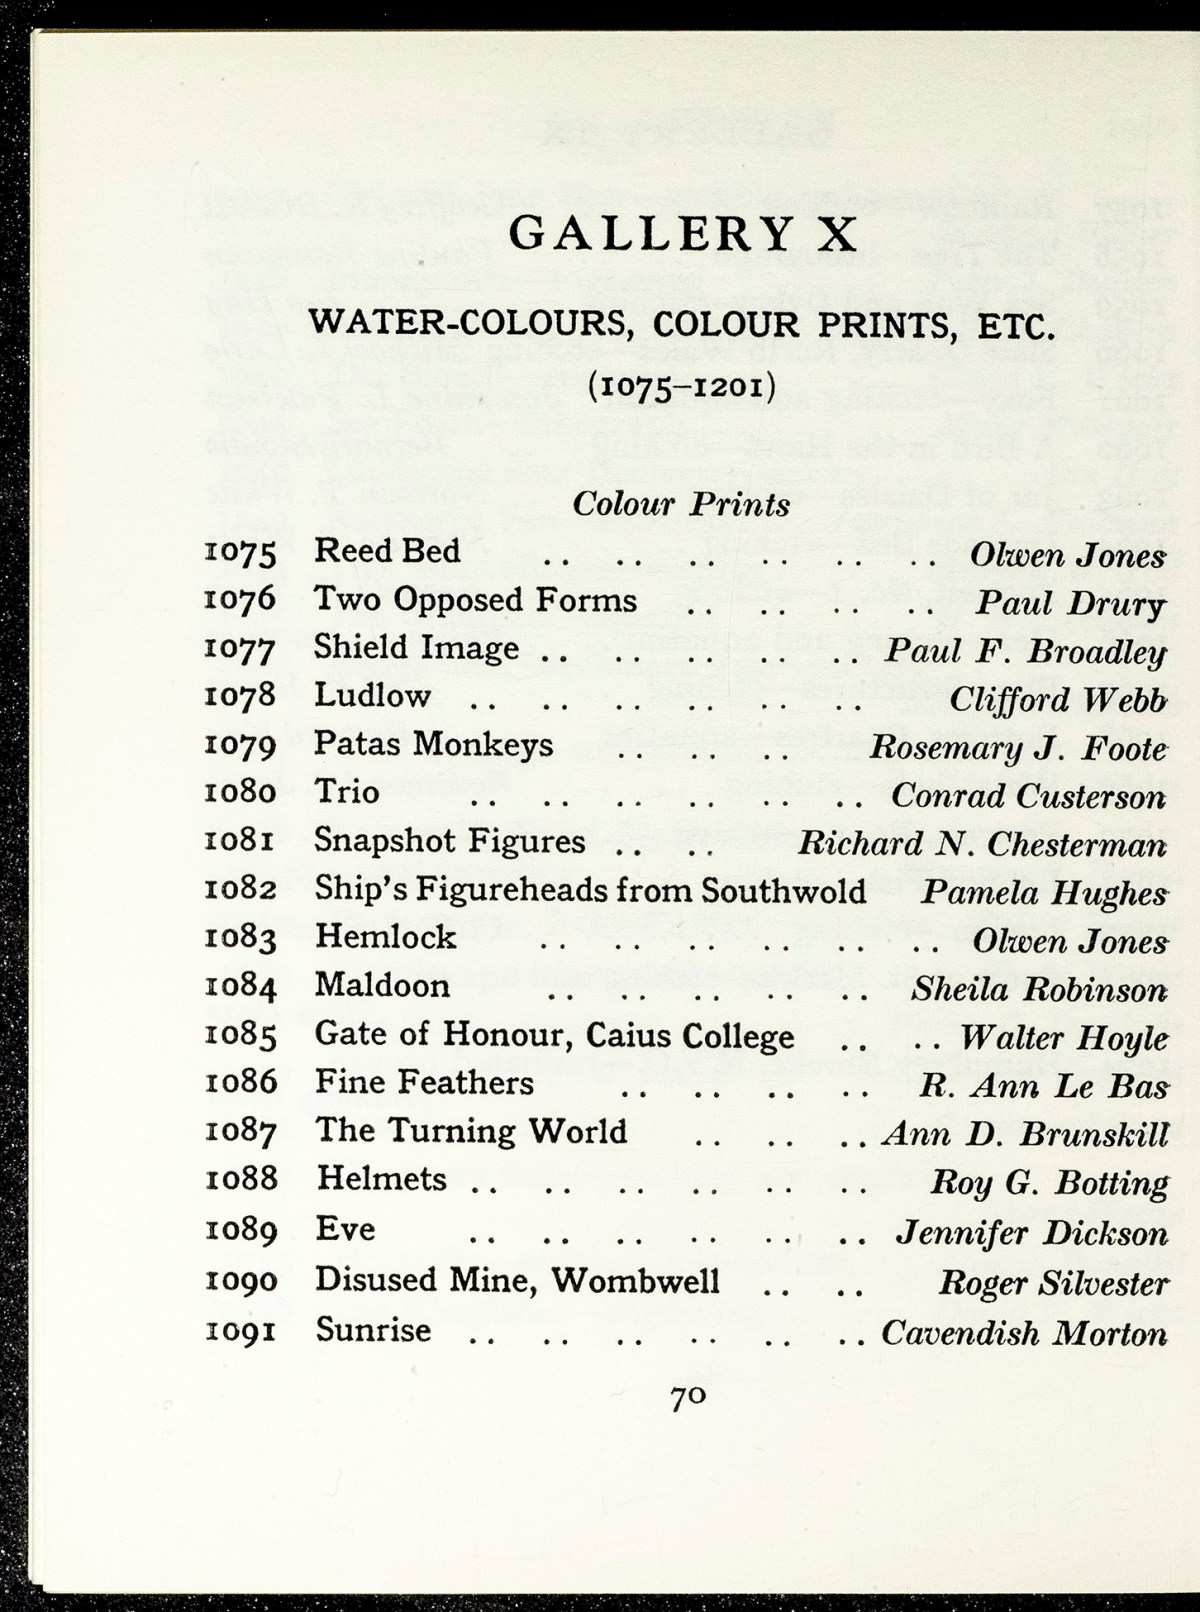 GALLERY X
WATER-COLOURS, COLOUR PRINTS, ETC.
(1075–1201)
Colour Prints
1075 Reed Bed .. .. .. .. .. .. Olwen Jones
1076 Two Opposed Forms .. .. .. .. Paul Drury
1077 Shield Image .. .. .. .. .. Paul F. Broadley
1078 Ludlow .. .. .. .. .. .. Clifford Webb
1079 Patas Monkeys .. .. .. Rosemary J. Foote
1080 Trio .. .. .. .. .. .. Conrad Custerson
1081 Snapshot Figures .. .. Richard N. Chesterman
1082 Ship's Figureheads from Southwold Pamela Hughes
1083 Hemlock .. .. .. .. .. .. Olwen Jones
1084 Maldoon .. .. .. .. .. Sheila Robinson
1085 Gate of Honour, Caius College .. .. Walter Hoyle
1086 Fine Feathers .. .. .. .. R. Ann Le Bas
1087 The Turning World .. .. .. Ann D. Brunskill
1088 Helmets .. .. .. .. .. .. Roy G. Botting
1089 Eve .. .. .. .. .. .. Jennifer Dickson
1090 Disused Mine, Wombwell .. .. Roger Silvester
1091 Sunrise .. .. .. .. .. .. Cavendish Morton
70